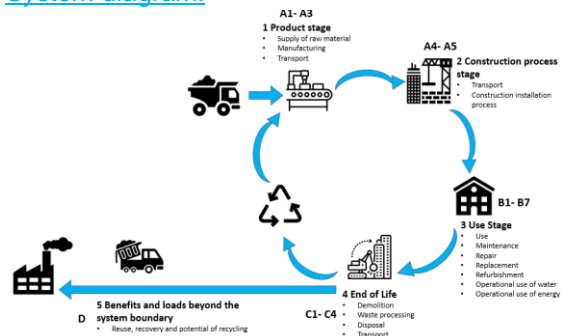 System diagram:
A1- A3
1 Product stage
• Supply of raw material
• Manufacturing
• Transport
A4- A5
2 Construction process
stage
• Transport
• Construction installation
process
B1- B7
3 Use Stage
• Use
• Maintenance
• Repair
• Replacement
• Refurbishment
• Operational use of water
• Operational use of energy
4 End of Life
C1- C4
• Demolition
• Waste processing
• Disposal
• Transport
5 Benefits and loads beyond the
system boundary
D
• Reuse, recovery and potential of recycling